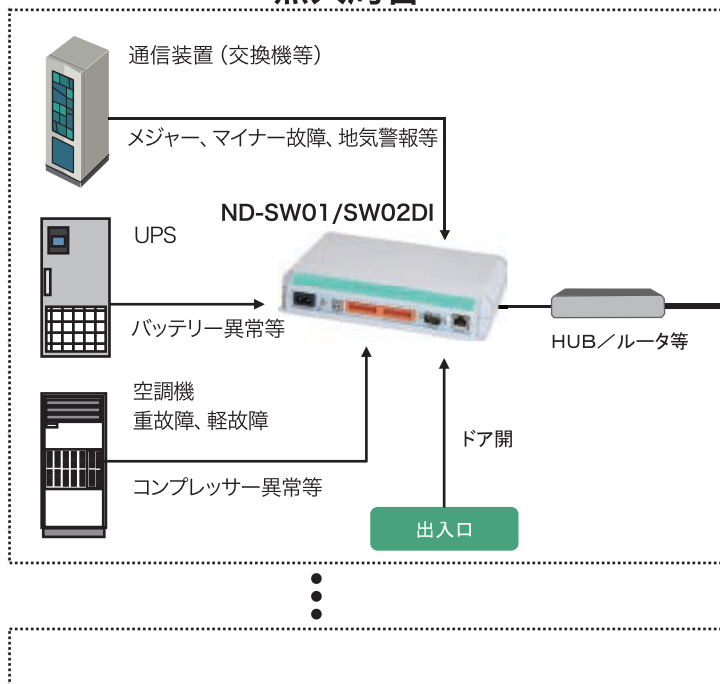 通信装置（交換機等）
メジャー、マイナー故障、地気警報等
ND-SW01/SW02DI
UPS
バッテリー異常等
HUB／ルータ等
空調機
重故障、軽故障
ドア開
コンプレッサー異常等
出入口